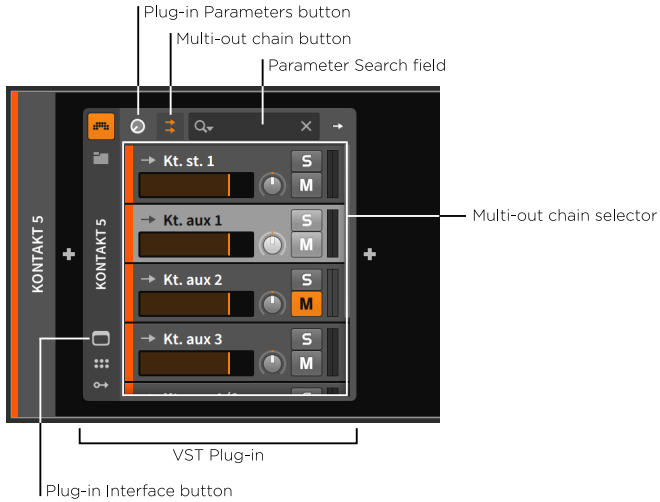 Plug-in Parameters button
Multi-out chain button
Parameter Search field
Kt. st. 1
S
M
Kt. aux 1
S
M
Multi-out chain selector
KONTAKT 5
KONTAKT 5
Kt. aux 2
S
M
Kt. aux 3
S
M
VST Plug-in
Plug-in Interface button